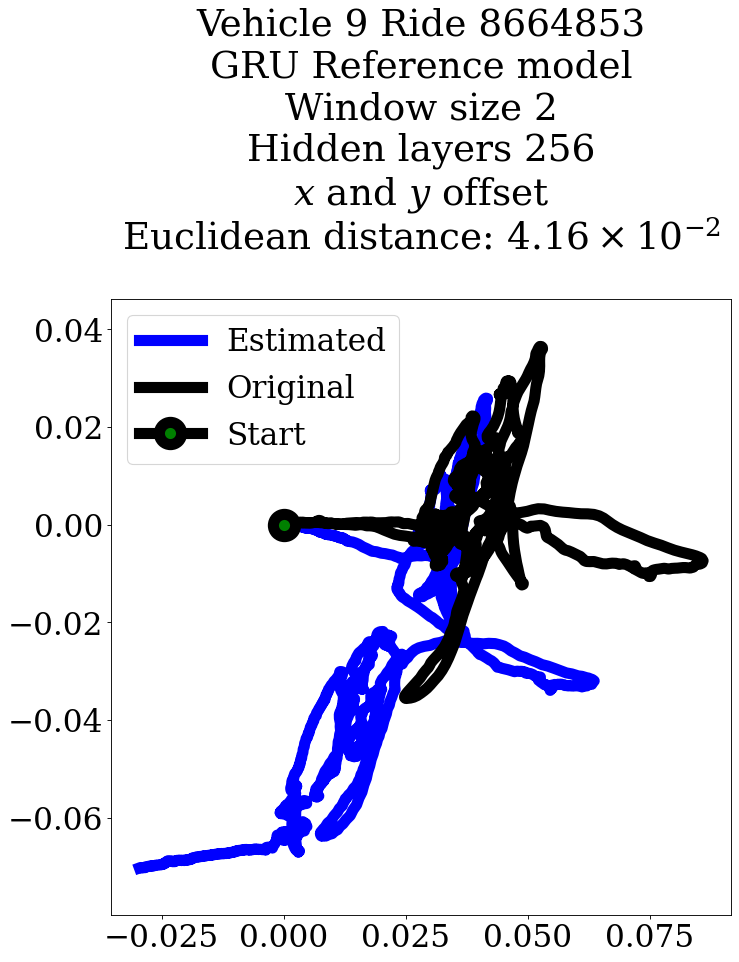 Vehicle 9 Ride 8664853
GRU Reference model
Window size 2
Hidden layers 256
x and y offset
Euclidean distance: 4.16 × 10⁻²
Estimated
Original
Start
0.04
0.02
0.00
−0.02
−0.04
−0.06
−0.025 0.000 0.025 0.050 0.075